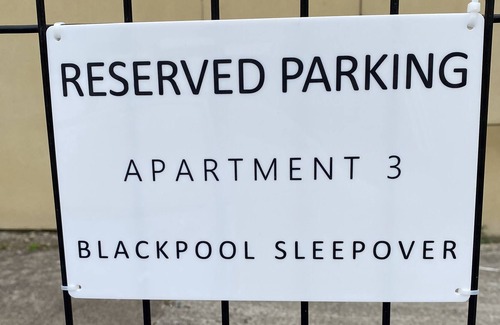 RESERVED PARKING
APARTMENT 3
BLACKPOOL SLEEPOVER